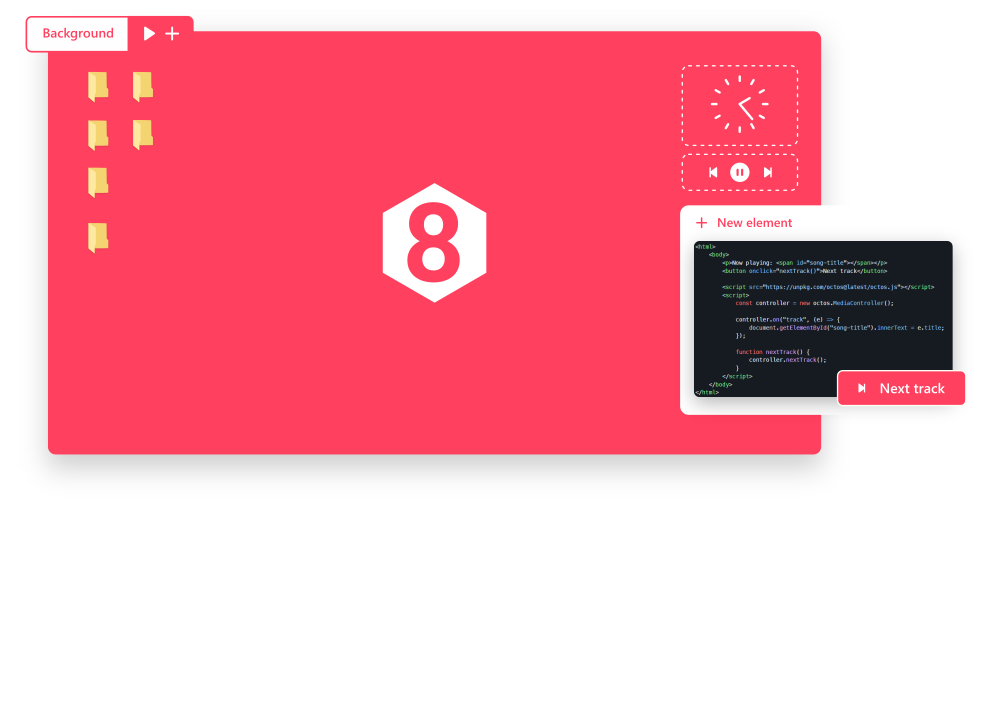 Background
8
New element
<html>
<body>
<p>Now playing: <span id="song-title"></span></p>
<button onclick="nextTrack()">Next track</button>
<script src="https://unpkg.com/octos@latest/octos.js"></script>
<script>
const controller = new octos.MediaController();
controller.on("track", (e) => {
document.getElementById("song-title").innerText = e.title;
});
function nextTrack() {
controller.nextTrack();
}
</script>
</body>
</html>
Next track